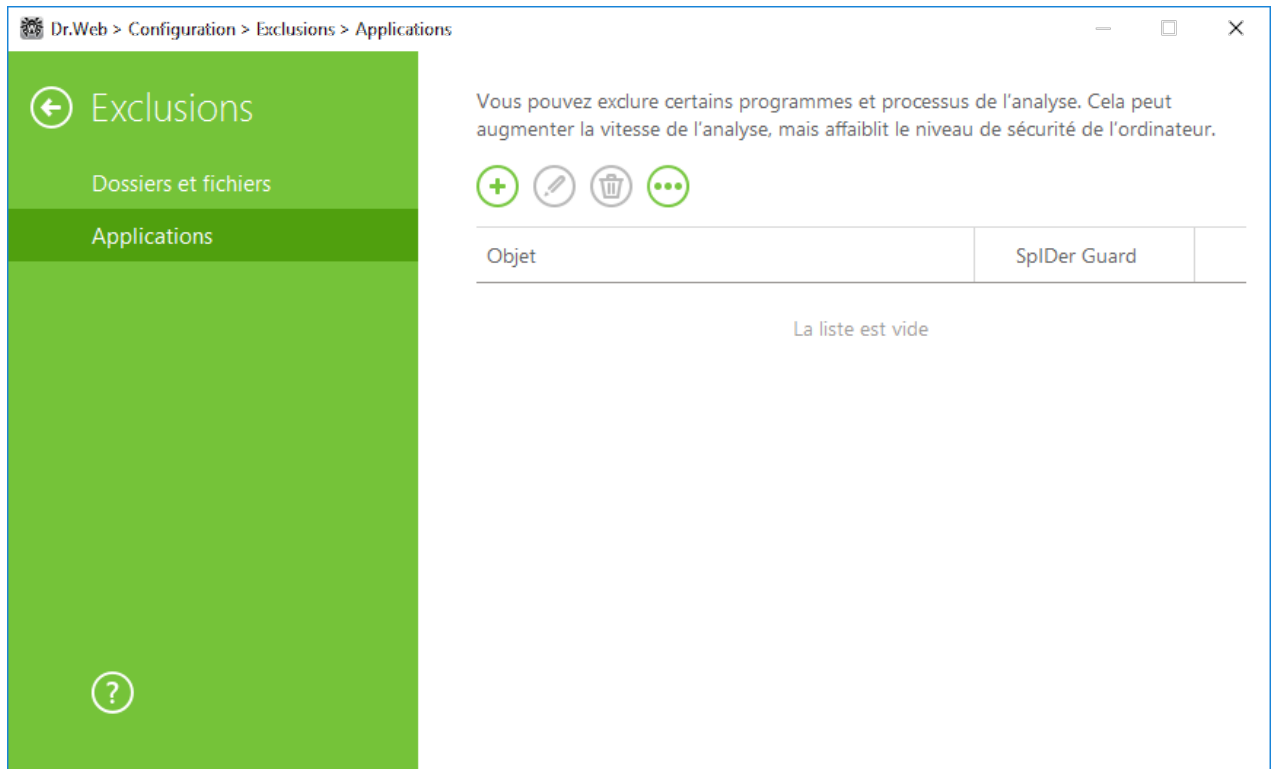 Dr.Web > Configuration > Exclusions > Applications
Exclusions
Dossiers et fichiers
Applications
Vous pouvez exclure certains programmes et processus de l’analyse. Cela peut
augmenter la vitesse de l’analyse, mais affaiblit le niveau de sécurité de l’ordinateur.
Objet
SpIDer Guard
La liste est vide
?